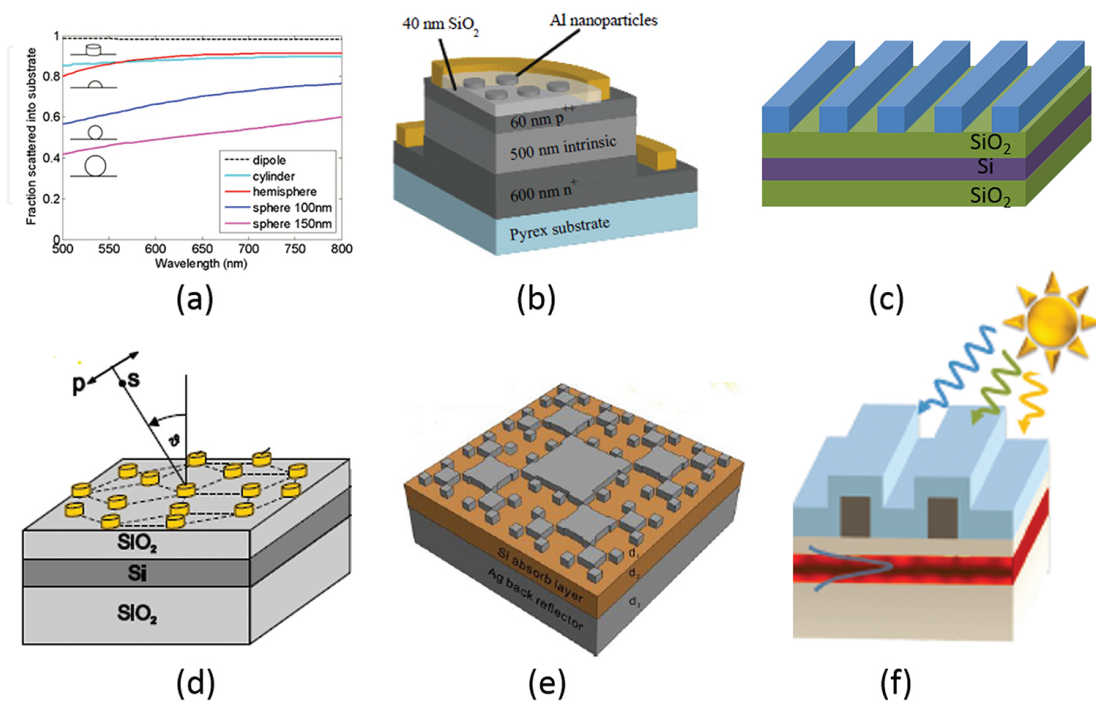 1
0.8
0.6
0.4
0.2
0
500
550
600
650
700
750
800
Fraction scattered into substrate
Wavelength (nm)
dipole
cylinder
hemisphere
sphere 100nm
sphere 150nm
(a)
40 nm SiO₂
Al nanoparticles
60 nm p⁺⁺
500 nm intrinsic
600 nm n⁺
Pyrex substrate
(b)
SiO₂
Si
SiO₂
(c)
p
s
ϑ
SIO₂
Si
SIO₂
(d)
d₁
Si absorb layer
d₂
Ag back reflector
d₃
(e)
(f)